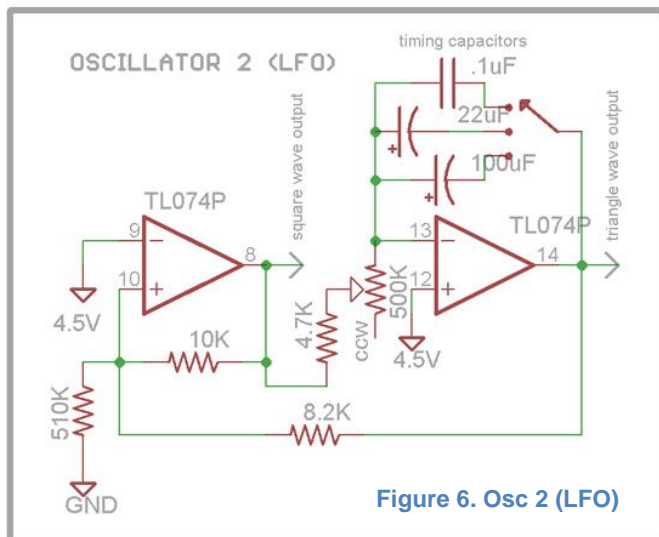 OSCILLATOR 2 (LFO)
timing capacitors
.1uF
22uF
100uF
square wave output
triangle wave output
TL074P
9
8
10
4.5V
TL074P
13
14
12
4.5V
500K
CCW
4.7K
10K
510K
8.2K
GND
Figure 6. Osc 2 (LFO)